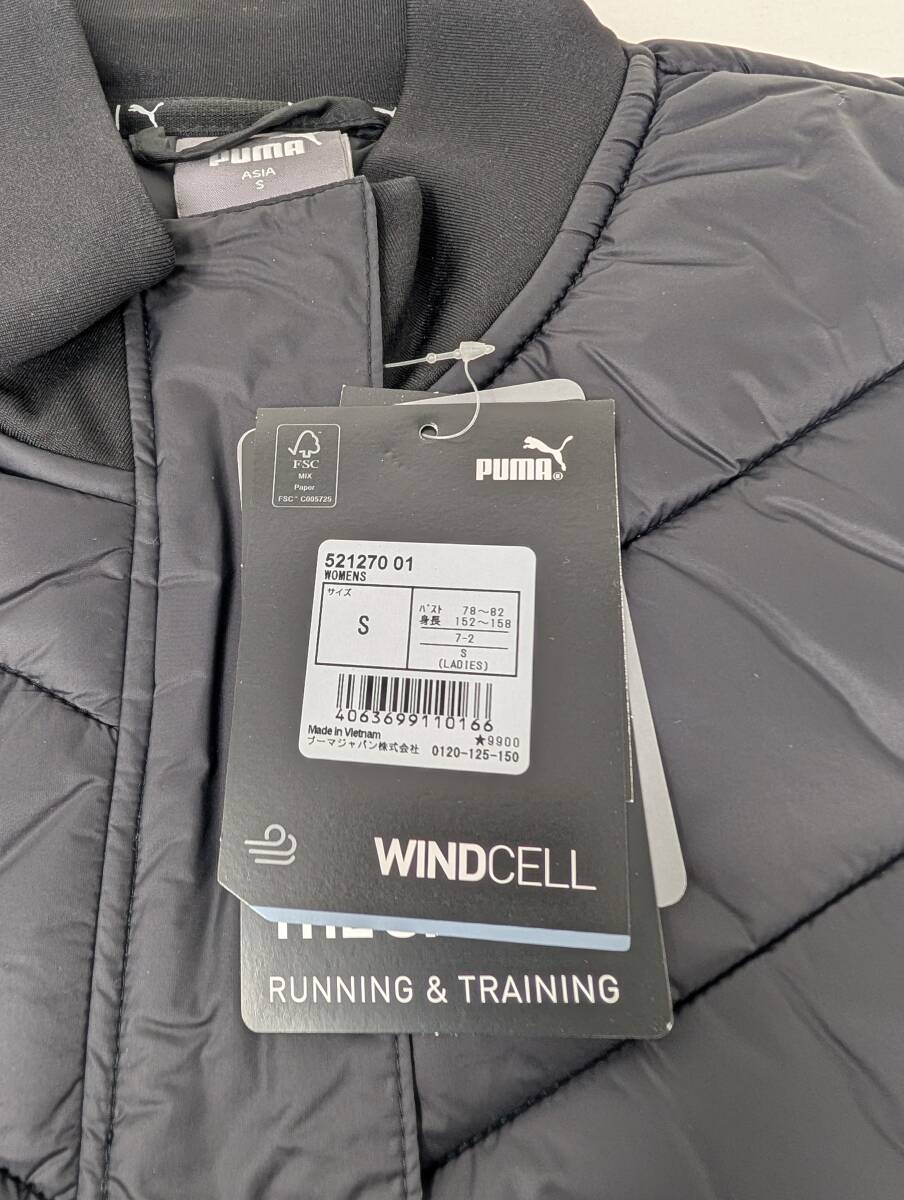 PUMA
ASIA
S
FSC
MIX
Paper
FSC™ C005725
PUMA®
521270 01
WOMENS
サイズ
S
バスト 78～82
身長 152～158
7-2
S
(LADIES)
4063699110166
Made in Vietnam
★9900
プーマジャパン株式会社 0120-125-150
WINDCELL
RUNNING & TRAINING